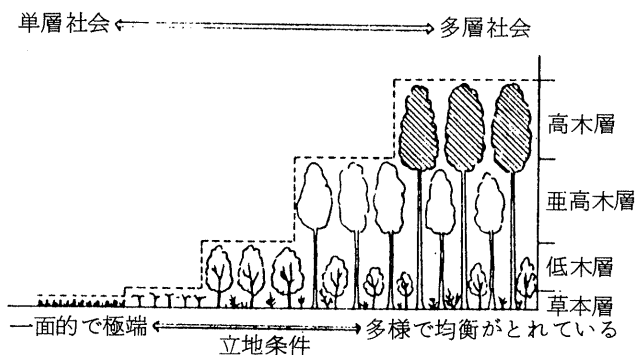 単層社会
多層社会
高木層
亜高木層
低木層
草本層
一面的で極端
立地条件
多様で均衡がとれている